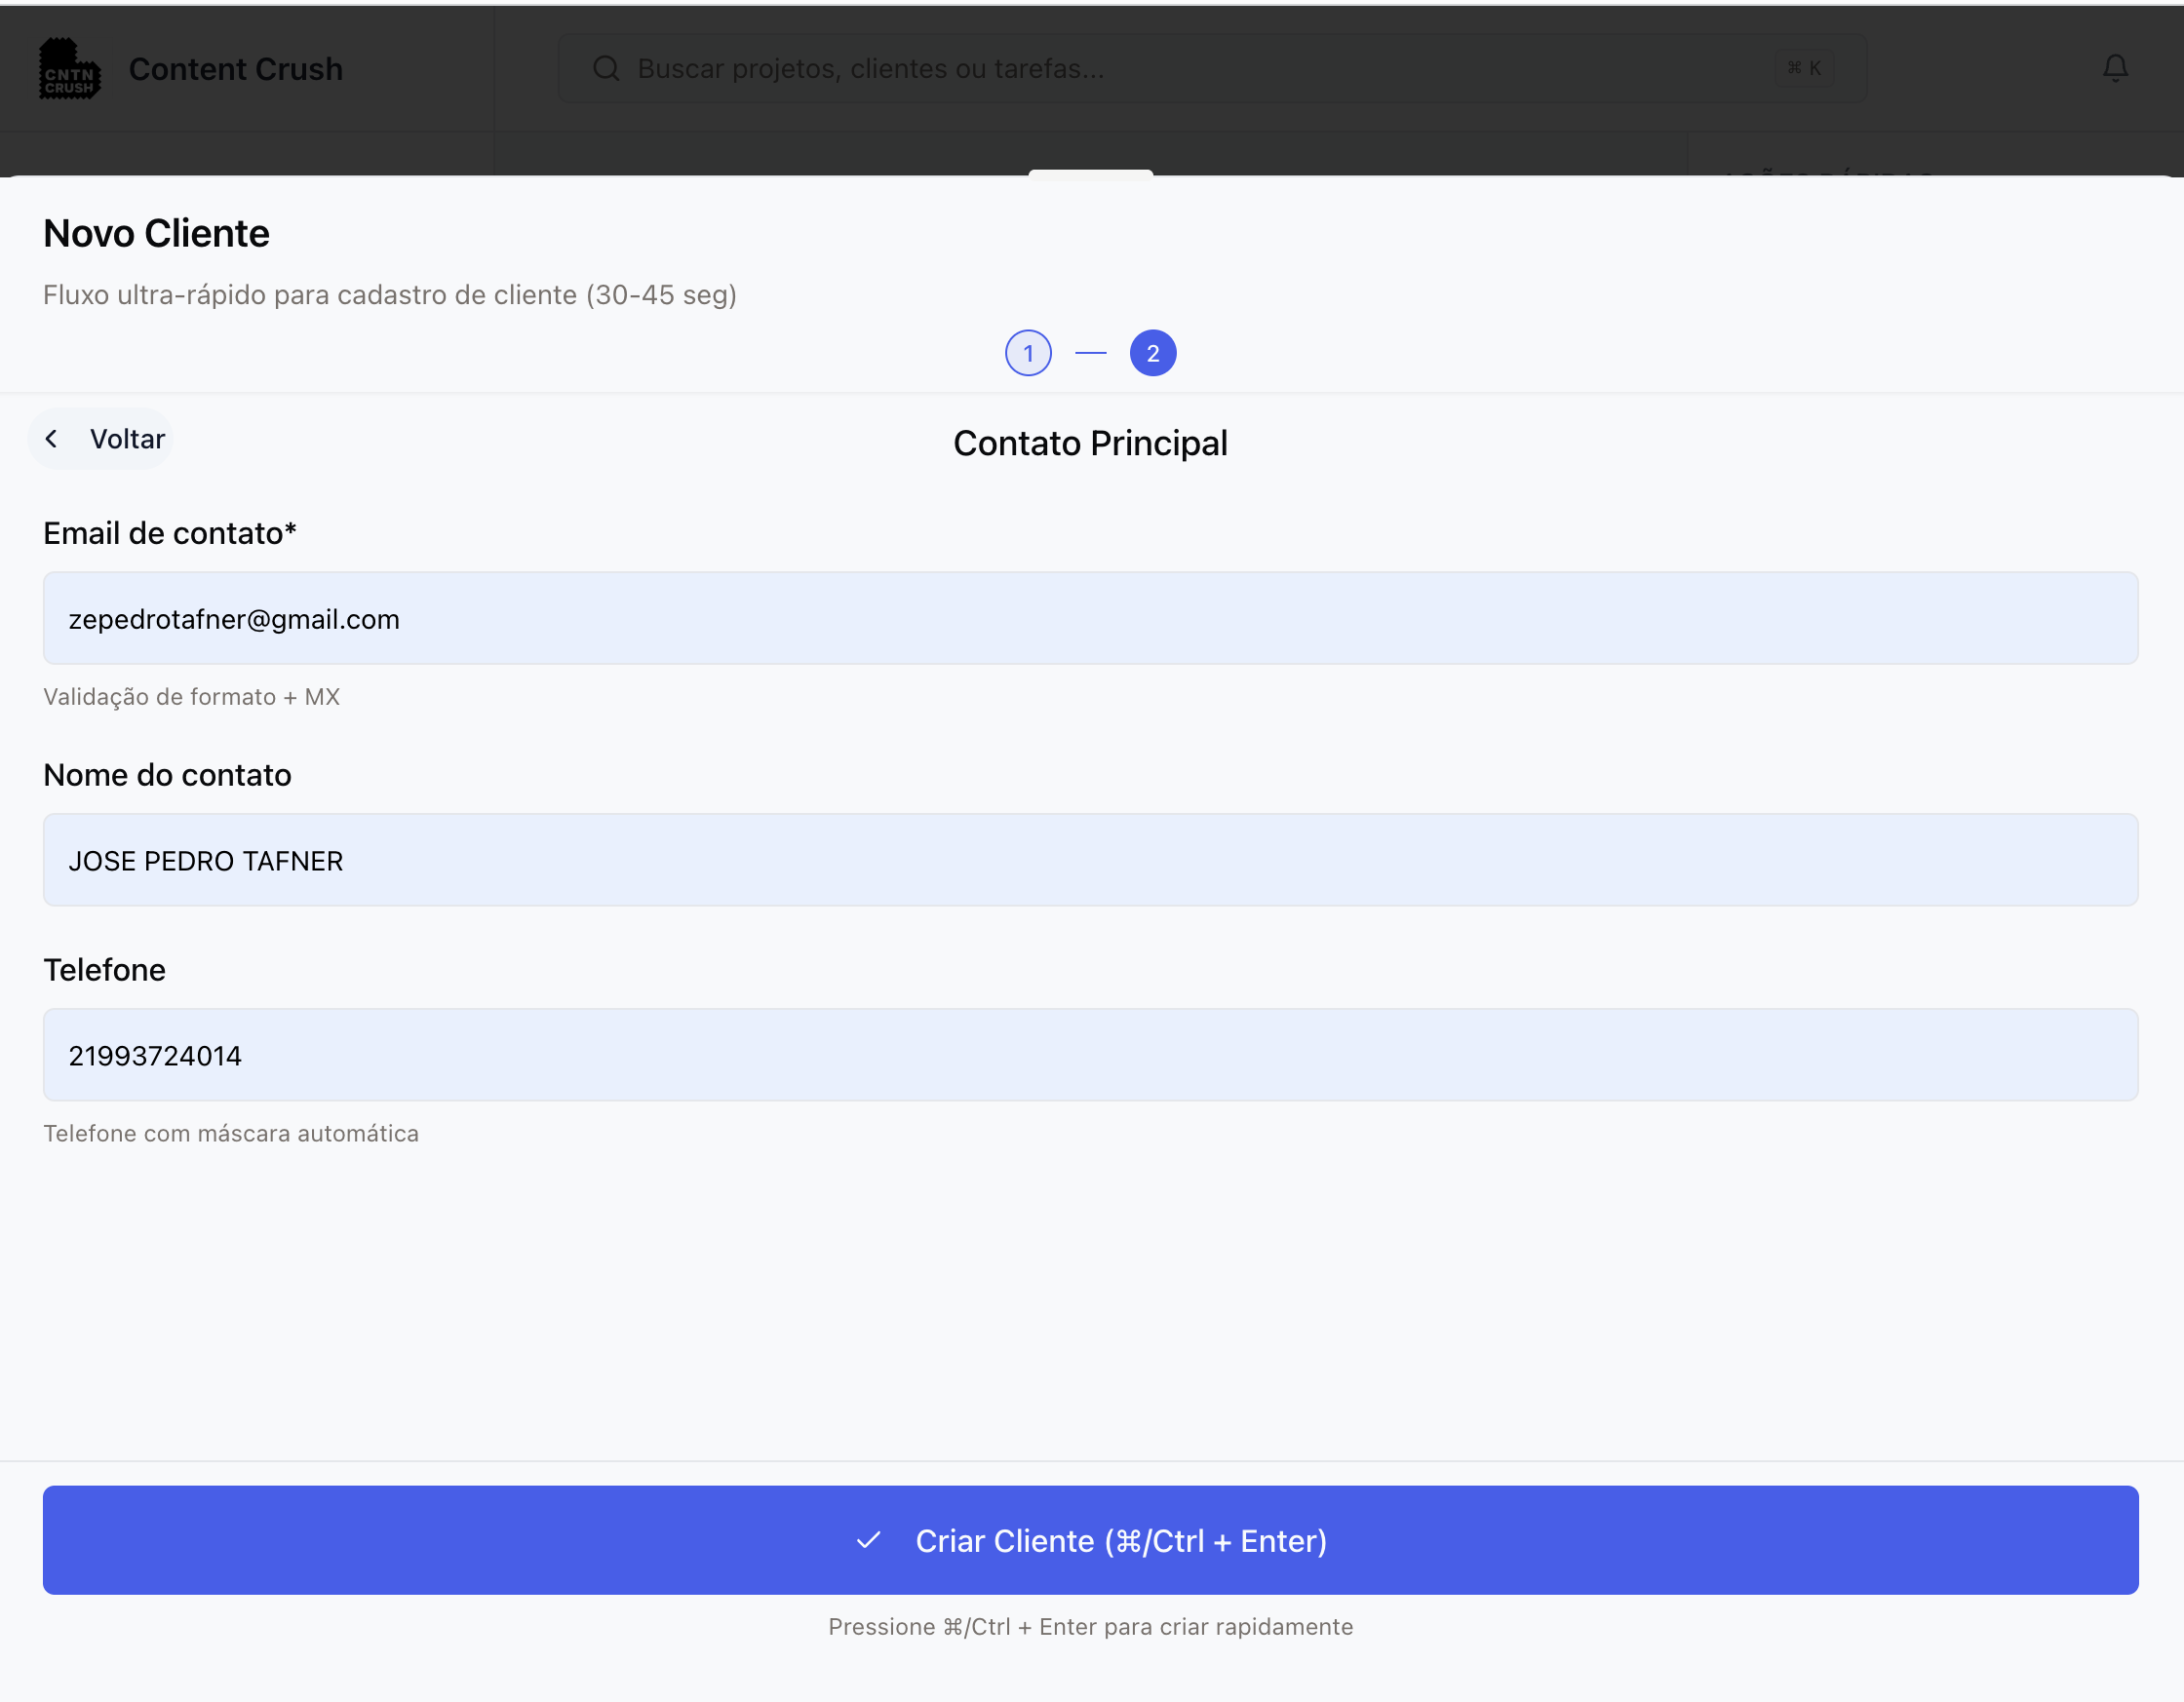 CNTN
CRUSH
Content Crush
Buscar projetos, clientes ou tarefas...
⌘ K
Novo Cliente
Fluxo ultra-rápido para cadastro de cliente (30-45 seg)
1
2
Voltar
Contato Principal
Email de contato*
zepedrotafner@gmail.com
Validação de formato + MX
Nome do contato
JOSE PEDRO TAFNER
Telefone
21993724014
Telefone com máscara automática
Criar Cliente (⌘/Ctrl + Enter)
Pressione ⌘/Ctrl + Enter para criar rapidamente